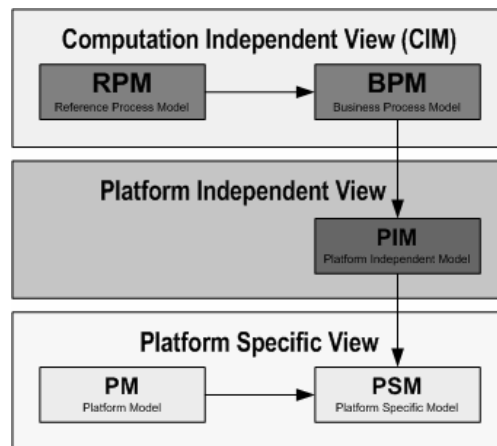 Computation Independent View (CIM)
RPM
Reference Process Model
BPM
Business Process Model
Platform Independent View
PIM
Platform Independent Model
Platform Specific View
PM
Platform Model
PSM
Platform Specific Model